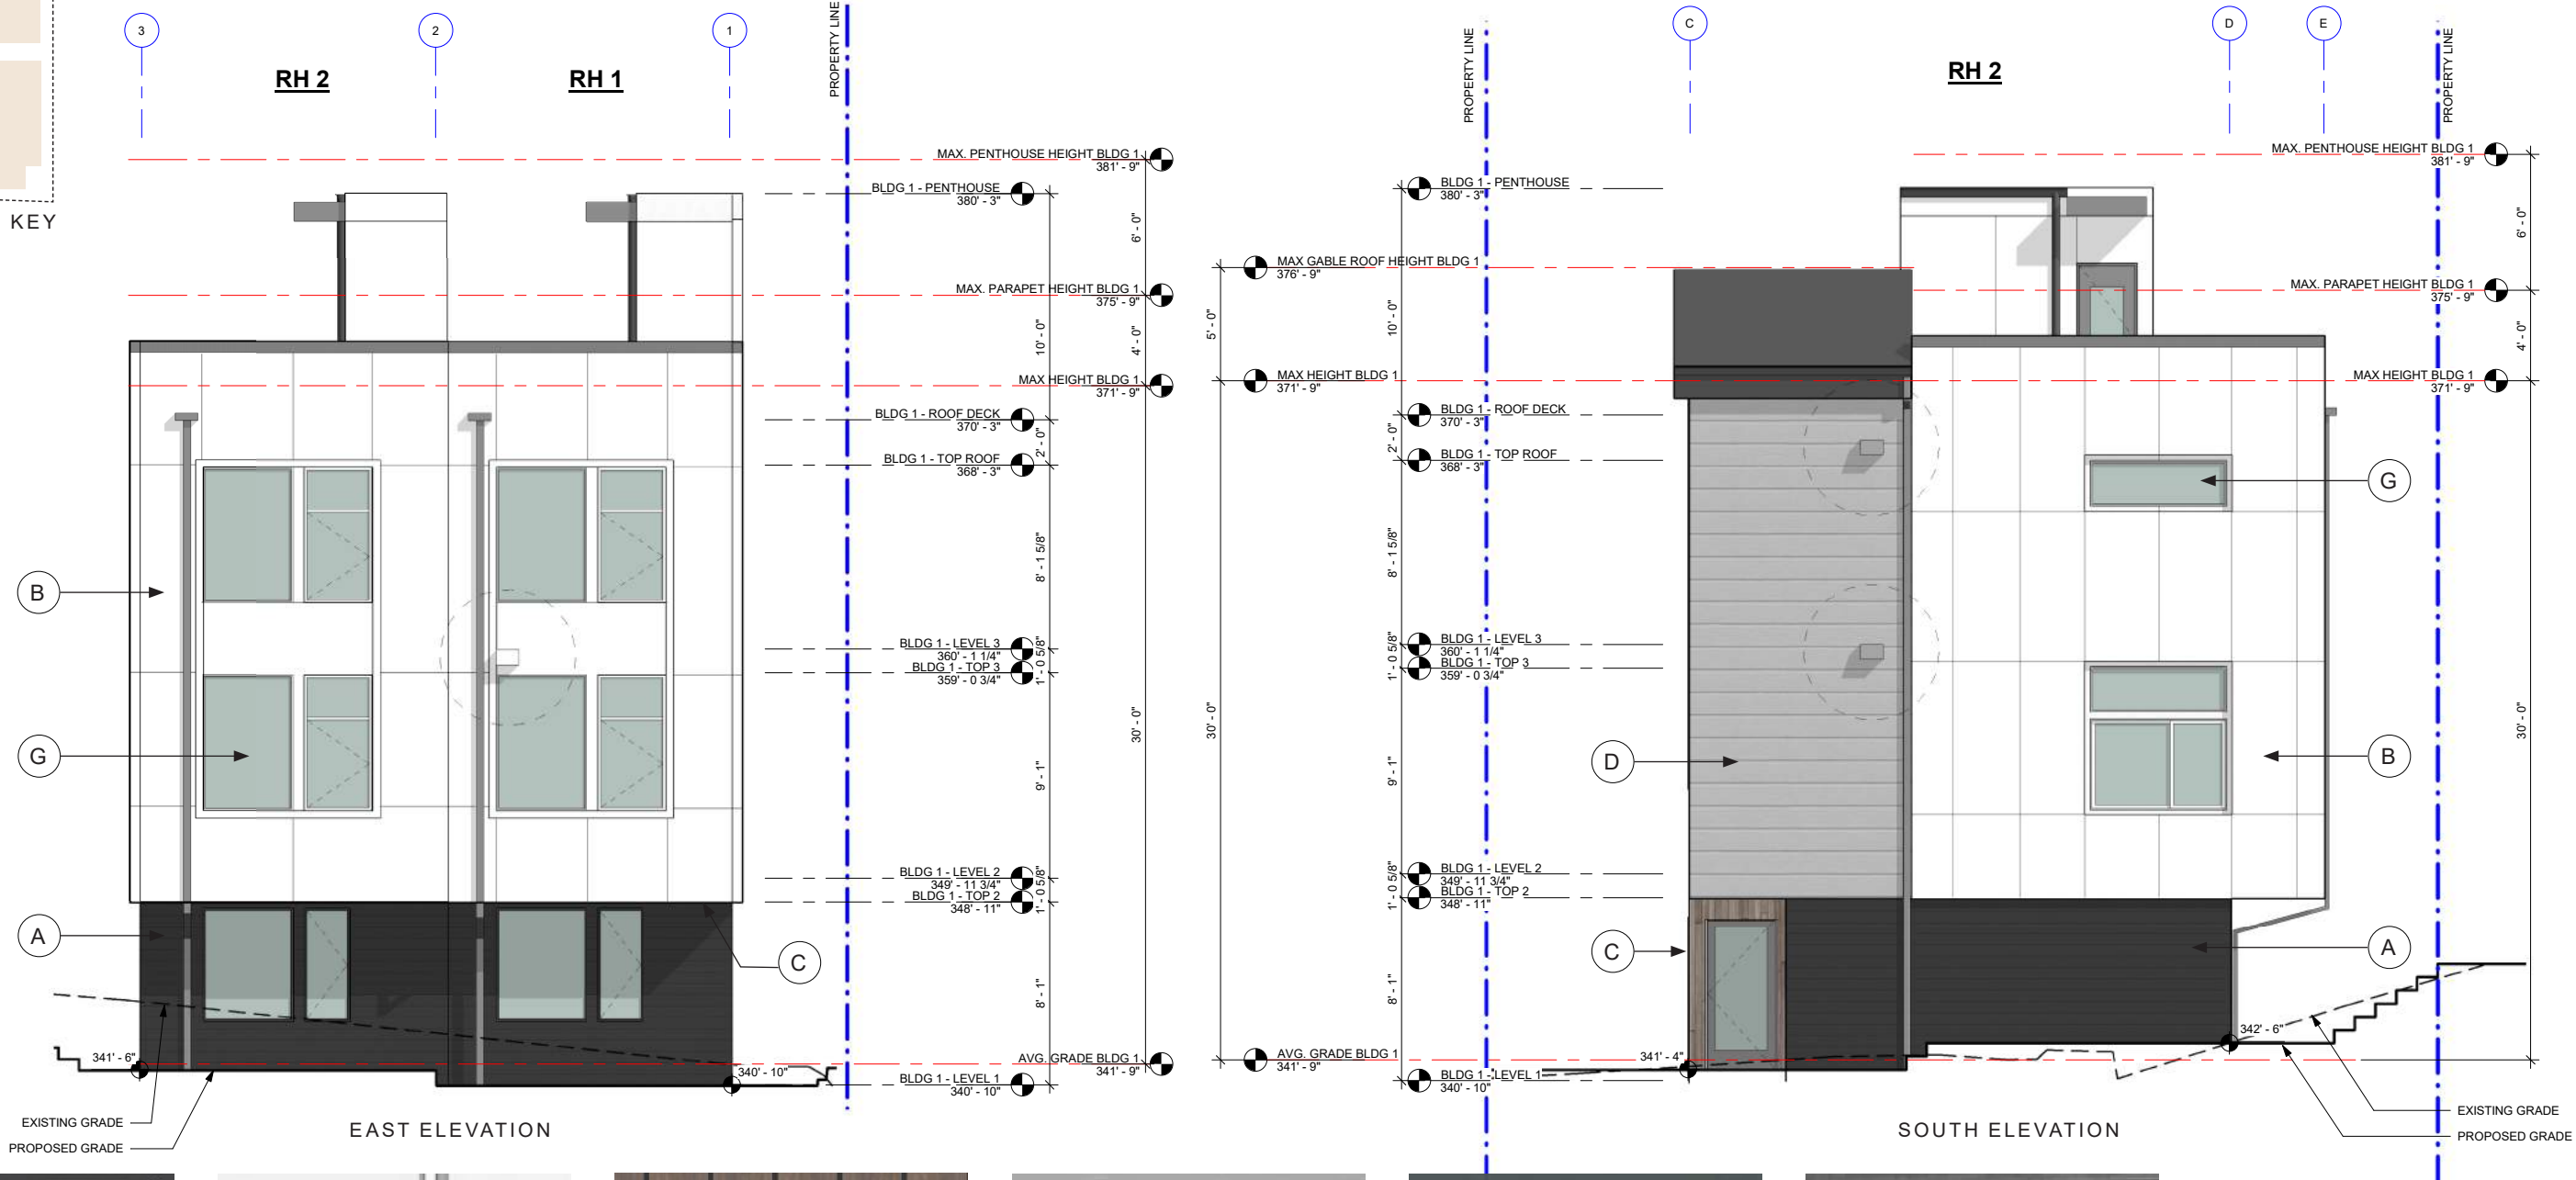 KEY
3
2
1
RH 2
RH 1
PROPERTY LINE
MAX. PENTHOUSE HEIGHT BLDG 1
381' - 9"
BLDG 1 - PENTHOUSE
380' - 3"
6' - 0"
MAX. PARAPET HEIGHT BLDG 1
375' - 9"
10' - 0"
4' - 0"
MAX HEIGHT BLDG 1
371' - 9"
BLDG 1 - ROOF DECK
370' - 3"
2' - 0"
BLDG 1 - TOP ROOF
368' - 3"
8' - 1 5/8"
B
BLDG 1 - LEVEL 3
360' - 1 1/4"
1' - 0 5/8"
BLDG 1 - TOP 3
359' - 0 3/4"
30' - 0"
G
9' - 1"
BLDG 1 - LEVEL 2
349' - 11 3/4"
1' - 0 5/8"
BLDG 1 - TOP 2
348' - 11"
A
C
8' - 1"
341' - 6"
340' - 10"
AVG. GRADE BLDG 1
341' - 9"
BLDG 1 - LEVEL 1
340' - 10"
EXISTING GRADE
PROPOSED GRADE
EAST ELEVATION
C
D
E
RH 2
PROPERTY LINE
PROPERTY LINE
MAX. PENTHOUSE HEIGHT BLDG 1
381' - 9"
BLDG 1 - PENTHOUSE
380' - 3"
6' - 0"
MAX GABLE ROOF HEIGHT BLDG 1
376' - 9"
MAX. PARAPET HEIGHT BLDG 1
375' - 9"
5' - 0"
10' - 0"
4' - 0"
MAX HEIGHT BLDG 1
371' - 9"
MAX HEIGHT BLDG 1
371' - 9"
BLDG 1 - ROOF DECK
370' - 3"
2' - 0"
BLDG 1 - TOP ROOF
368' - 3"
G
8' - 1 5/8"
BLDG 1 - LEVEL 3
360' - 1 1/4"
1' - 0 5/8"
BLDG 1 - TOP 3
359' - 0 3/4"
30' - 0"
30' - 0"
D
B
9' - 1"
BLDG 1 - LEVEL 2
349' - 11 3/4"
1' - 0 5/8"
BLDG 1 - TOP 2
348' - 11"
C
A
8' - 1"
342' - 6"
341' - 4"
AVG. GRADE BLDG 1
341' - 9"
BLDG 1 - LEVEL 1
340' - 10"
EXISTING GRADE
PROPOSED GRADE
SOUTH ELEVATION